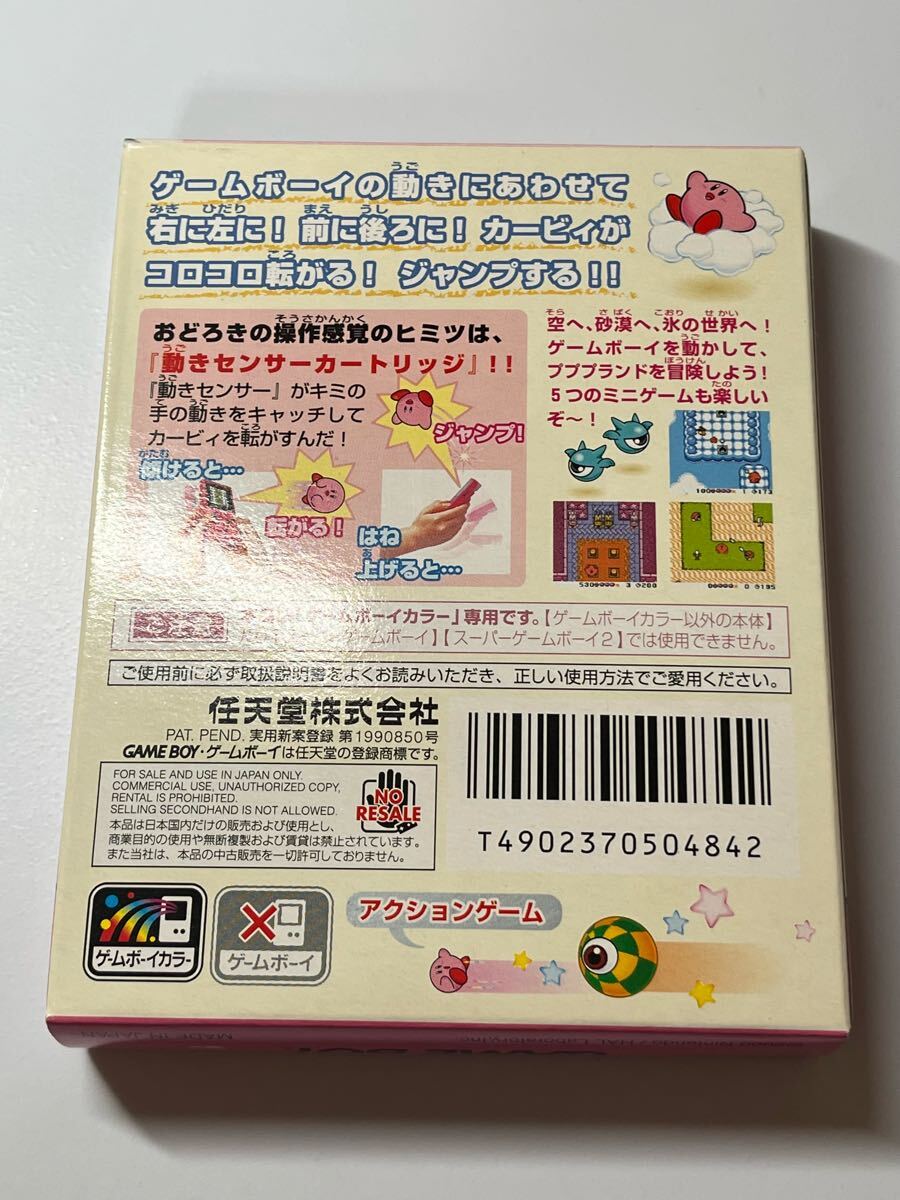 ゲームボーイの動きにあわせて
右に左に！前に後ろに！カービィが
コロコロ転がる！ジャンプする！！
おどろきの操作感覚のヒミツは、
『動きセンサーカートリッジ』！！
『動きセンサー』がキミの
手の動きをキャッチして
カービィを転がすんだ！
ジャンプ！
傾けると…
転がる！
はね
上げると…
空へ、砂漠へ、氷の世界へ！
ゲームボーイを動かして、
プププランドを冒険しよう！
5つのミニゲームも楽しい
ぞ〜！
ボーイカラー」専用です。【ゲームボーイカラー以外の本体】
ゲームボーイ】【スーパーゲームボーイ2】では使用できません。
ご使用前に必ず取扱説明書をよくお読みいただき、正しい使用方法でご愛用ください。
任天堂株式会社
PAT. PEND. 実用新案登録 第1990850号
GAME BOY・ゲームボーイは任天堂の登録商標です。
FOR SALE AND USE IN JAPAN ONLY.
COMMERCIAL USE, UNAUTHORIZED COPY,
RENTAL IS PROHIBITED.
SELLING SECONDHAND IS NOT ALLOWED.
NO
RESALE
本品は日本国内だけの販売および使用とし、
商業目的の使用や無断複製および賃貸は禁止されています。
また当社は、本品の中古販売を一切許可しておりません。
T4902370504842
ゲームボーイカラー
ゲームボーイ
アクションゲーム
MADE IN JAPAN
Nintendo / HAL Laboratory, Inc.